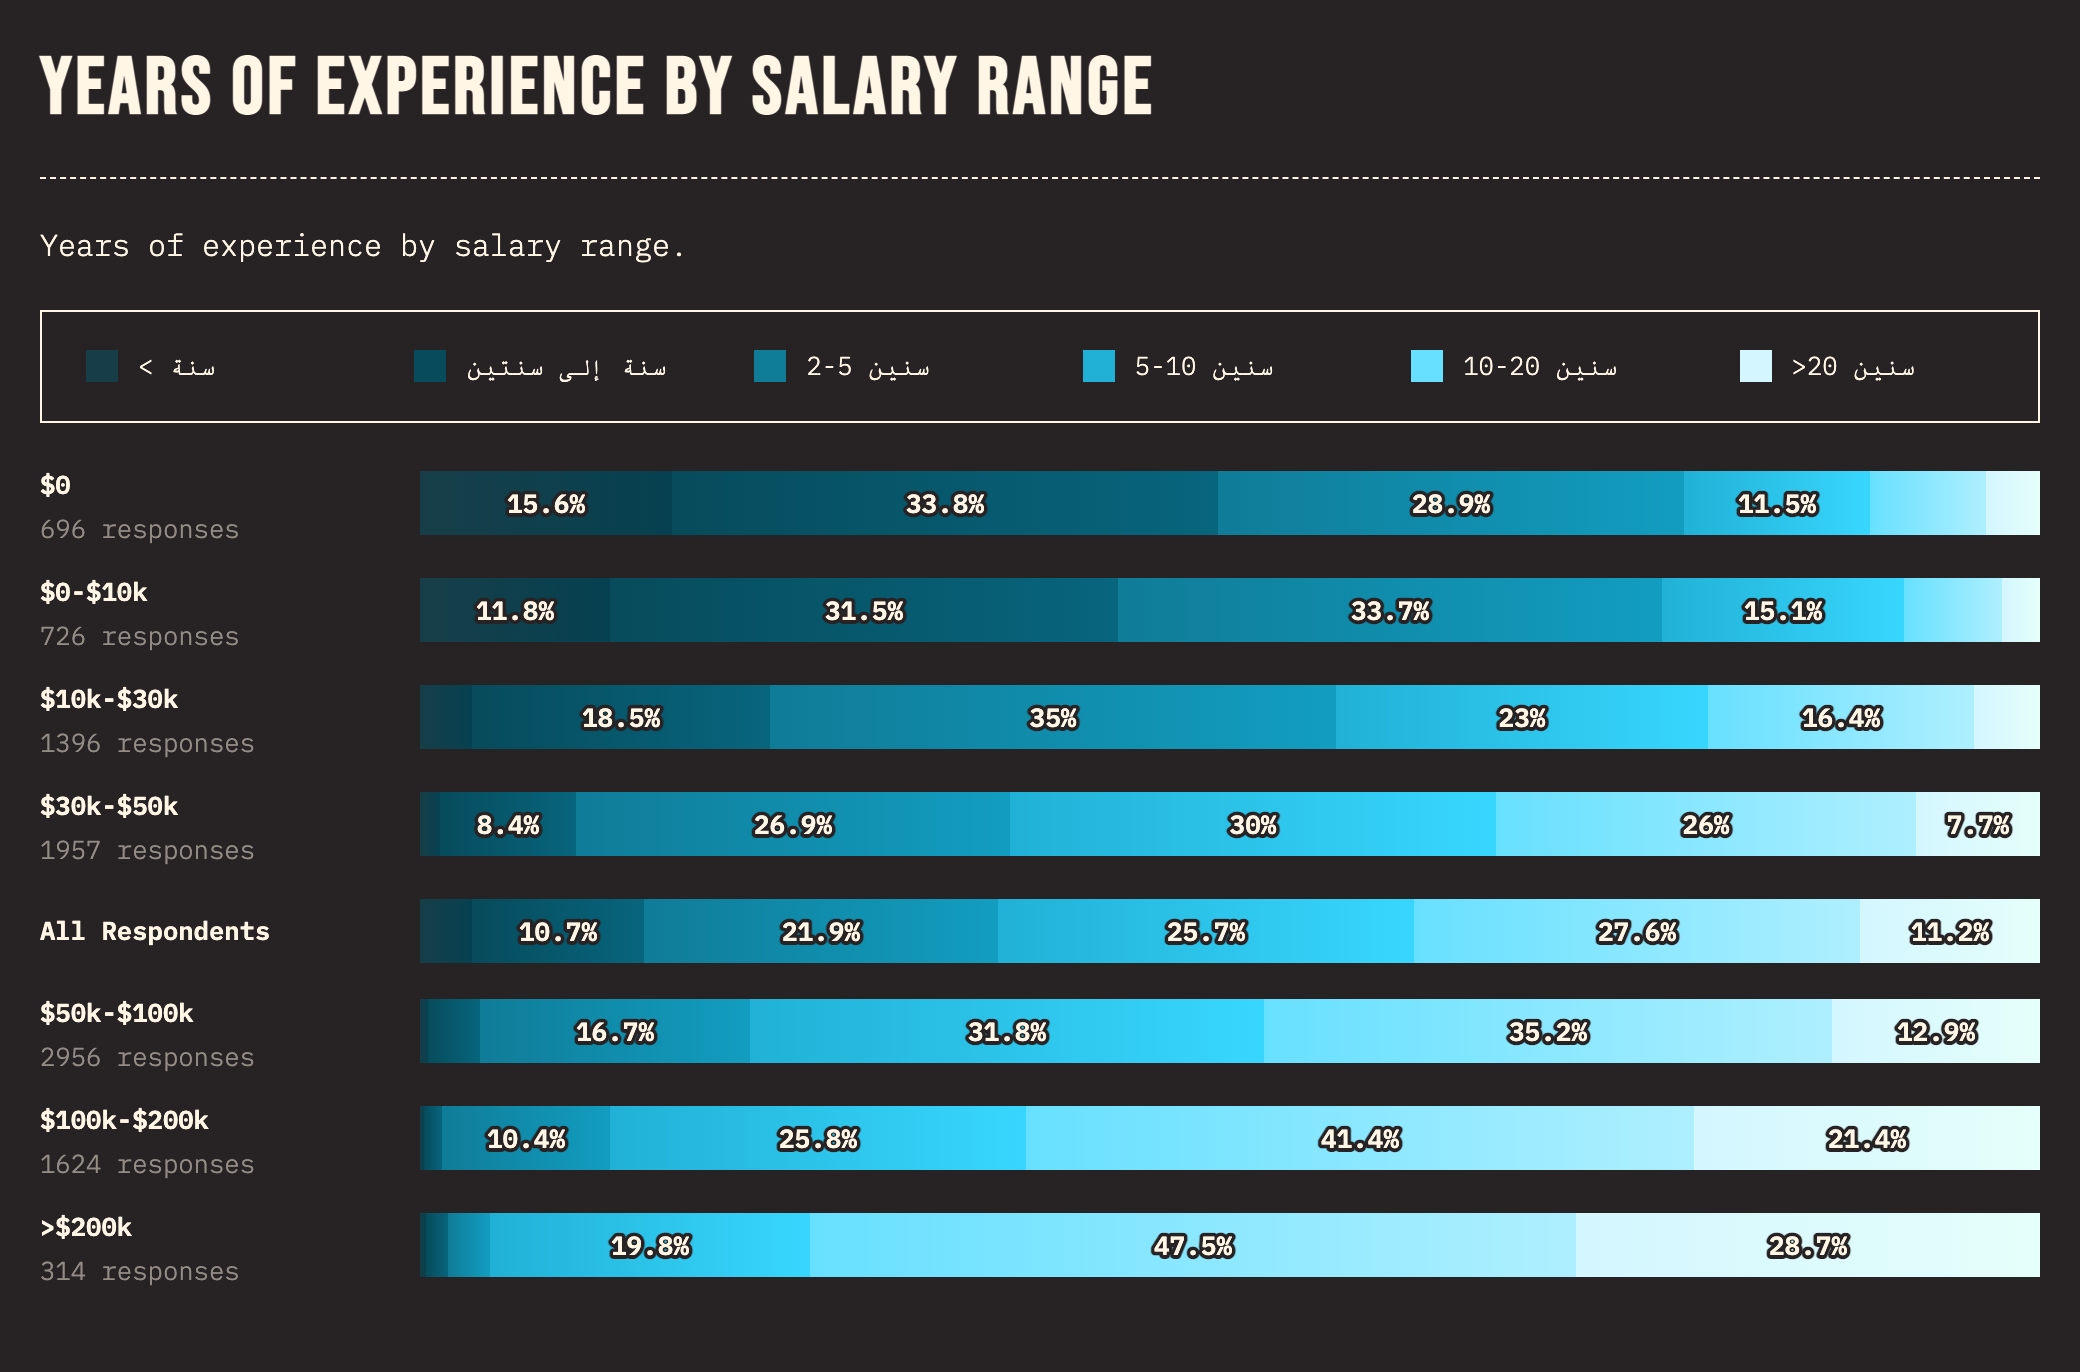 YEARS OF EXPERIENCE BY SALARY RANGE
Years of experience by salary range.
< سنة
سنة إلى سنتين
2-5 سنين
5-10 سنين
10-20 سنين
>20 سنين
$0
696 responses
15.6% 33.8% 28.9% 11.5%
$0-$10k
726 responses
11.8% 31.5% 33.7% 15.1%
$10k-$30k
1396 responses
18.5% 35% 23% 16.4%
$30k-$50k
1957 responses
8.4% 26.9% 30% 26% 7.7%
All Respondents
10.7% 21.9% 25.7% 27.6% 11.2%
$50k-$100k
2956 responses
16.7% 31.8% 35.2% 12.9%
$100k-$200k
1624 responses
10.4% 25.8% 41.4% 21.4%
>$200k
314 responses
19.8% 47.5% 28.7%